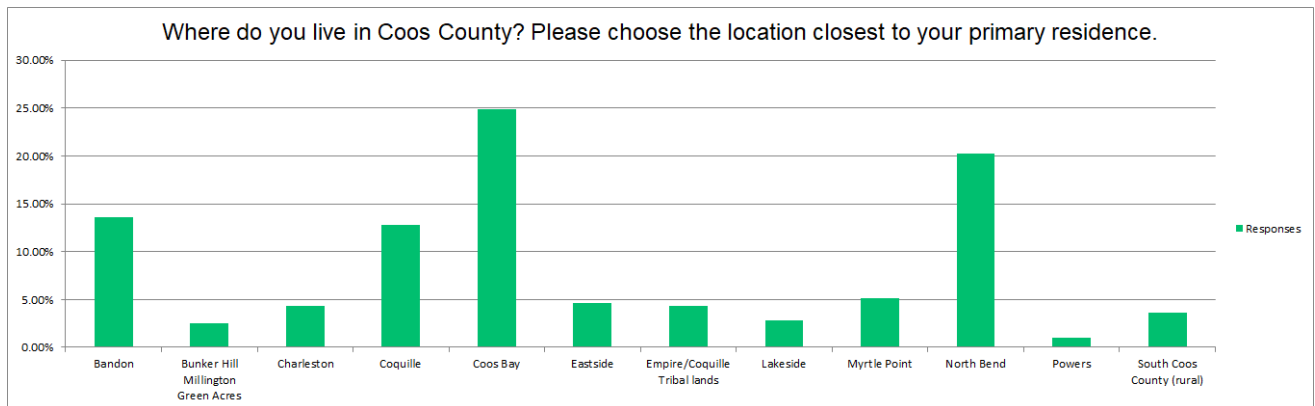 Where do you live in Coos County? Please choose the location closest to your primary residence.
30.00%
25.00%
20.00%
15.00%
10.00%
5.00%
0.00%
Bandon
Bunker Hill
Millington
Green Acres
Charleston
Coquille
Coos Bay
Eastside
Empire/Coquille
Tribal lands
Lakeside
Myrtle Point
North Bend
Powers
South Coos
County (rural)
Responses